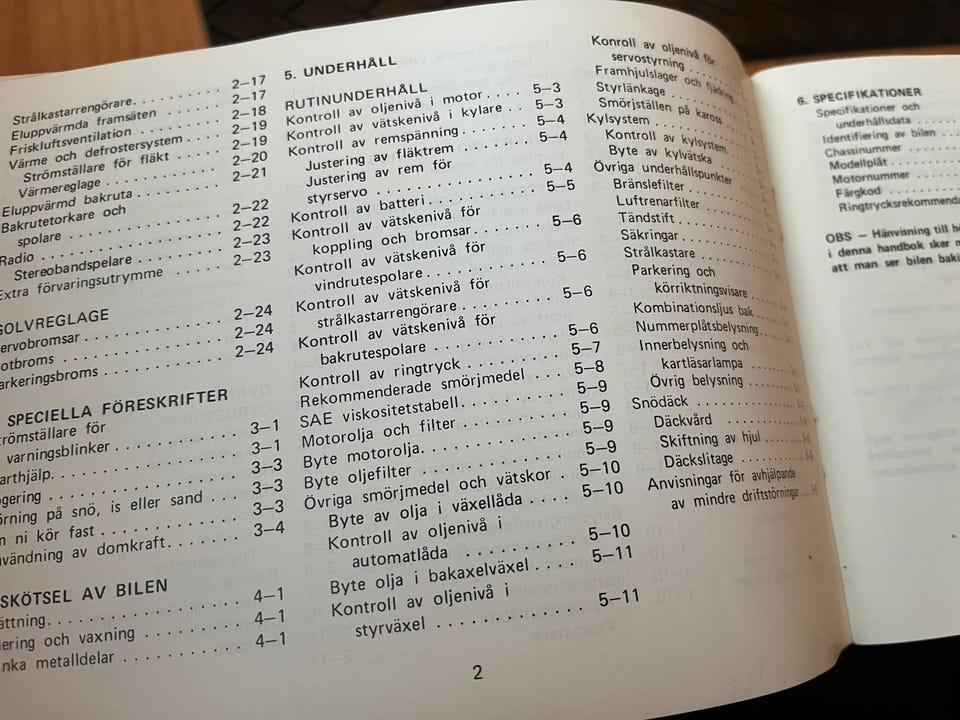 Strålkastarrengörare. . . . . . . . . 2–17
Eluppvärmda framsäten . . . . . . 2–17
Friskluftsventilation . . . . . . . . 2–18
Värme och defrostersystem . . . . 2–19
Strömställare för fläkt . . . . . 2–19
Värmereglage . . . . . . . . . . 2–20
Eluppvärmd bakruta . . . . . . . . 2–21
Bakrutetorkare och
spolare . . . . . . . . . . . . 2–22
Radio . . . . . . . . . . . . . . 2–22
Stereobandspelare . . . . . . . . 2–23
Extra förvaringsutrymme . . . . . 2–23
GOLVREGLAGE
ervobromsar . . . . . . . . . . . 2–24
otbroms . . . . . . . . . . . . . 2–24
arkeringsbroms . . . . . . . . . . 2–24
SPECIELLA FÖRESKRIFTER
römställare för
varningsblinker . . . . . . . . . . 3–1
arthjälp. . . . . . . . . . . . . . 3–1
gering . . . . . . . . . . . . . . 3–3
örning på snö, is eller sand . . . 3–3
m ni kör fast . . . . . . . . . . . 3–3
nvändning av domkraft. . . . . . . 3–4
SKÖTSEL AV BILEN
ättning. . . . . . . . . . . . . . 4–1
lering och vaxning . . . . . . . . 4–1
nka metalldelar . . . . . . . . . . 4–1
5. UNDERHÅLL
RUTINUNDERHÅLL
Kontroll av oljenivå i motor. . . . 5–3
Kontroll av vätskenivå i kylare . . 5–3
Kontroll av remspänning . . . . . . 5–4
Justering av fläktrem . . . . . . 5–4
Justering av rem för
styrservo . . . . . . . . . . . . 5–4
Kontroll av batteri. . . . . . . . . 5–5
Kontroll av vätskenivå för
koppling och bromsar. . . . . . . 5–6
Kontroll av vätskenivå för
vindrutespolare. . . . . . . . . . 5–6
Kontroll av vätskenivå för
strålkastarrengörare . . . . . . . 5–6
Kontroll av vätskenivå för
bakrutespolare . . . . . . . . . . 5–6
Kontroll av ringtryck . . . . . . . 5–7
Rekommenderade smörjmedel . . . 5–8
SAE viskositetstabell. . . . . . . . 5–9
Motorolja och filter . . . . . . . . 5–9
Byte motorolja. . . . . . . . . . . 5–9
Byte oljefilter . . . . . . . . . . 5–9
Övriga smörjmedel och vätskor . 5–10
Byte av olja i växellåda . . . . 5–10
Kontroll av oljenivå i
automatlåda . . . . . . . . . . 5–10
Byte olja i bakaxelväxel . . . . 5–11
Kontroll av oljenivå i
styrväxel . . . . . . . . . . . 5–11
Konroll av oljenivå för
servostyrning . . . . . . .
Framhjulslager och fjädring
Styrlänkage . . . . . . . .
Smörjställen på kaross
Kylsystem . . . . . . . . .
Kontroll av kylsystem
Byte av kylvätska
Övriga underhållspunkter
Bränslefilter . . . . . . .
Luftrenarfilter . . . . . .
Tändstift . . . . . . . . .
Säkringar . . . . . . . . .
Strålkastare . . . . . . . .
Parkering och
körriktningsvisare . . . .
Kombinationsljus bak . . . .
Nummerplåtsbelysning. . . .
Innerbelysning och
kartläsarlampa . . . . . .
Övrig belysning . . . . . .
Snödäck . . . . . . . . . .
Däckvård . . . . . . . . .
Skiftning av hjul . . . . .
Däckslitage . . . . . . . .
Anvisningar för avhjälpande
av mindre driftstörningar
2
6. SPECIFIKATIONER
Specifikationer och
underhållsdata . . . . .
Identifiering av bilen . .
Chassinummer . . . . . .
Modellplåt . . . . . . . .
Motornummer . . . . . .
Färgkod . . . . . . . . .
Ringtrycksrekommenda
OBS – Hänvisning till hö
i denna handbok sker
att man ser bilen baki